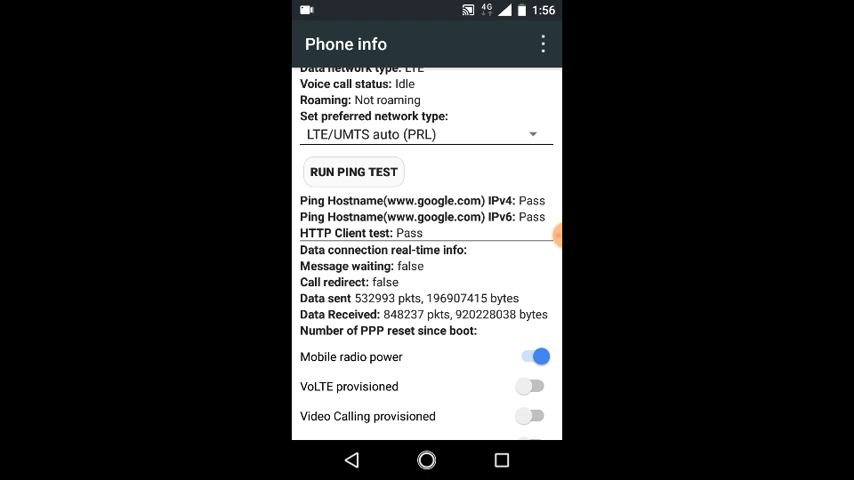 4G 1:56
Phone info
Data network type: LTE
Voice call status: Idle
Roaming: Not roaming
Set preferred network type:
LTE/UMTS auto (PRL)
RUN PING TEST
Ping Hostname(www.google.com) IPv4: Pass
Ping Hostname(www.google.com) IPv6: Pass
HTTP Client test: Pass
Data connection real-time info:
Message waiting: false
Call redirect: false
Data sent 532993 pkts, 196907415 bytes
Data Received: 848237 pkts, 920228038 bytes
Number of PPP reset since boot:
Mobile radio power
VoLTE provisioned
Video Calling provisioned